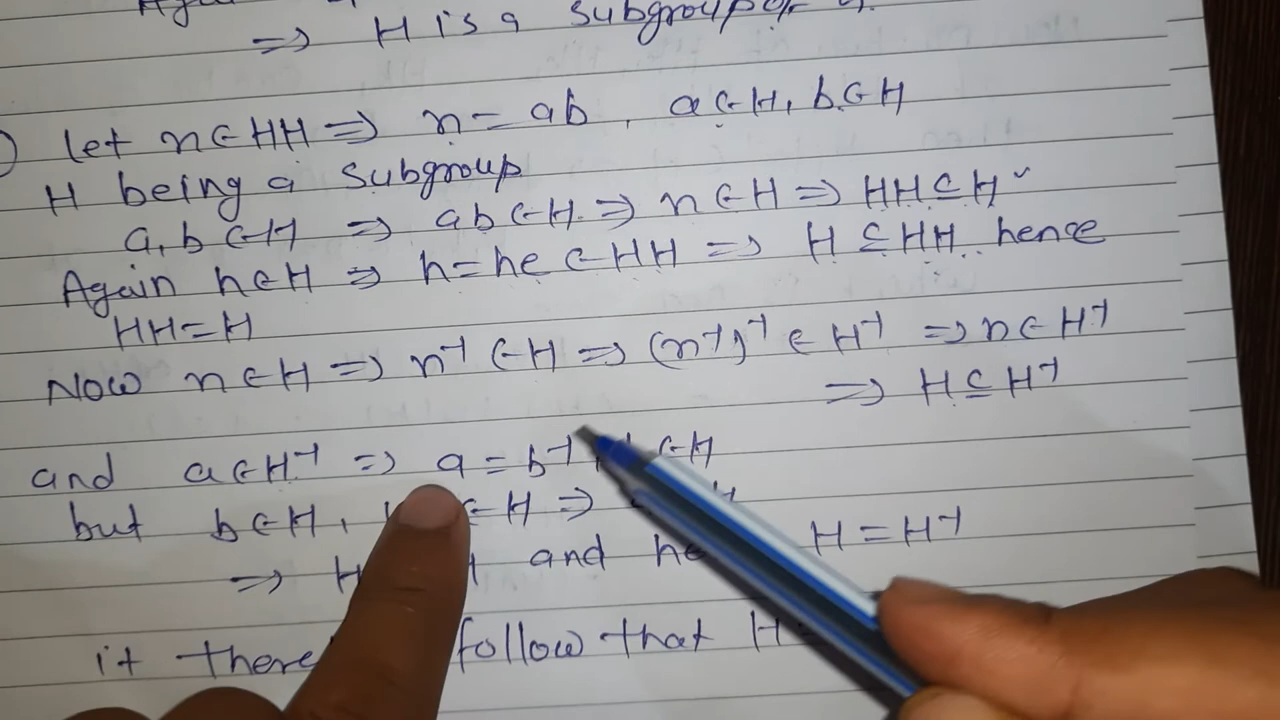 Again
⇒ H is a subgroup of G.
let n∈HH ⇒ n = ab, a∈H, b∈H
H being a subgroup
a, b ∈H ⇒ ab∈H ⇒ n∈H ⇒ HH⊆H
Again h∈H ⇒ h=he∈HH ⇒ H⊆HH hence
HH=H
Now n∈H ⇒ n⁻¹∈H ⇒ (n⁻¹)⁻¹ ∈ H⁻¹ ⇒ n∈H⁻¹
⇒ H⊆H⁻¹
and a∈H⁻¹ ⇒ a = b⁻¹, b∈H
but b∈H, ∈H ⇒
⇒ H and H = H⁻¹
it follow that H